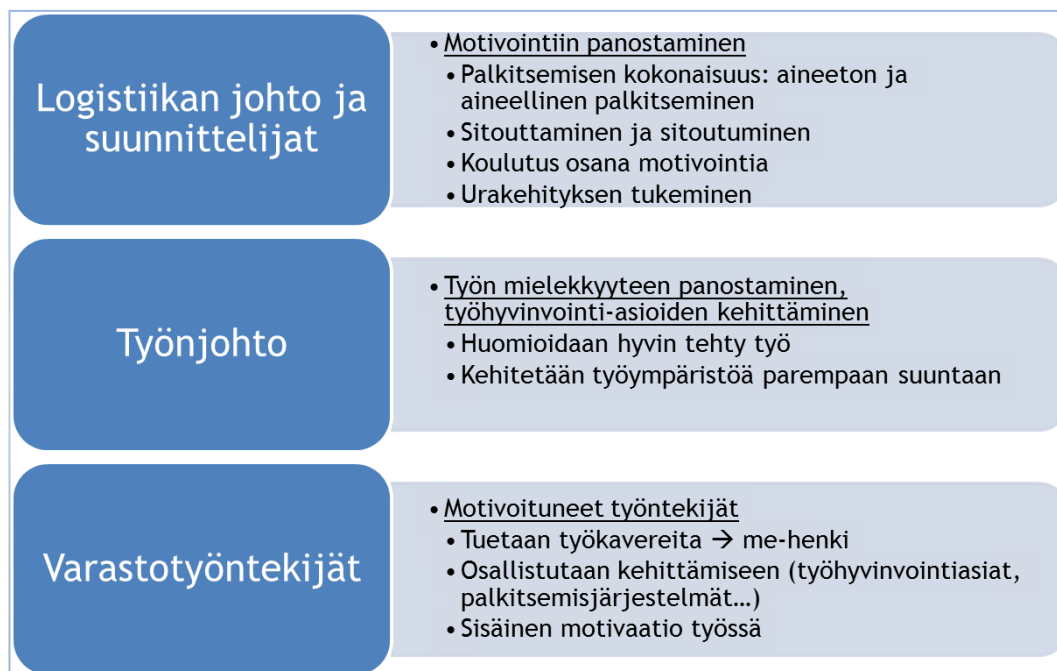 Logistiikan johto ja
suunnittelijat
• Motivointiin panostaminen
• Palkitsemisen kokonaisuus: aineeton ja
aineellinen palkitseminen
• Sitouttaminen ja sitoutuminen
• Koulutus osana motivointia
• Urakehityksen tukeminen
Työnjohto
• Työn mielekkyyteen panostaminen,
työhyvinvointi-asioiden kehittäminen
• Huomioidaan hyvin tehty työ
• Kehitetään työympäristöä parempaan suuntaan
Varastotyöntekijät
• Motivoituneet työntekijät
• Tuetaan työkavereita → me-henki
• Osallistutaan kehittämiseen (työhyvinvointiasiat,
palkitsemisjärjestelmät…)
• Sisäinen motivaatio työssä